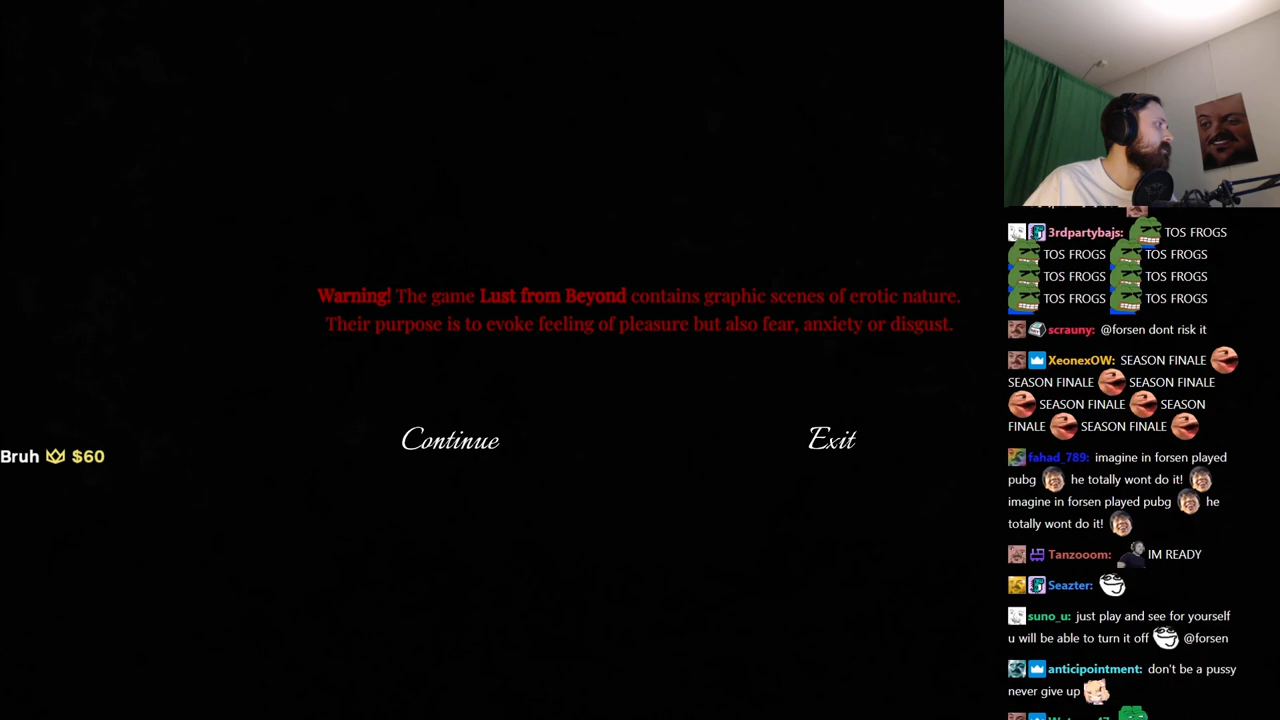 Warning! The game Lust from Beyond contains graphic scenes of erotic nature.
Their purpose is to evoke feeling of pleasure but also fear, anxiety or disgust.
Continue
Exit
Bruh $60
3rdpartybajs: TOS FROGS
TOS FROGS TOS FROGS
TOS FROGS TOS FROGS
TOS FROGS TOS FROGS
scrauny: @forsen dont risk it
XeonexOW: SEASON FINALE
SEASON FINALE SEASON FINALE
SEASON FINALE SEASON
FINALE SEASON FINALE
fahad_789: imagine in forsen played
pubg he totally wont do it!
imagine in forsen played pubg he
totally wont do it!
Tanzooom: IM READY
Seazter:
suno_u: just play and see for yourself
u will be able to turn it off @forsen
anticipointment: don't be a pussy
never give up